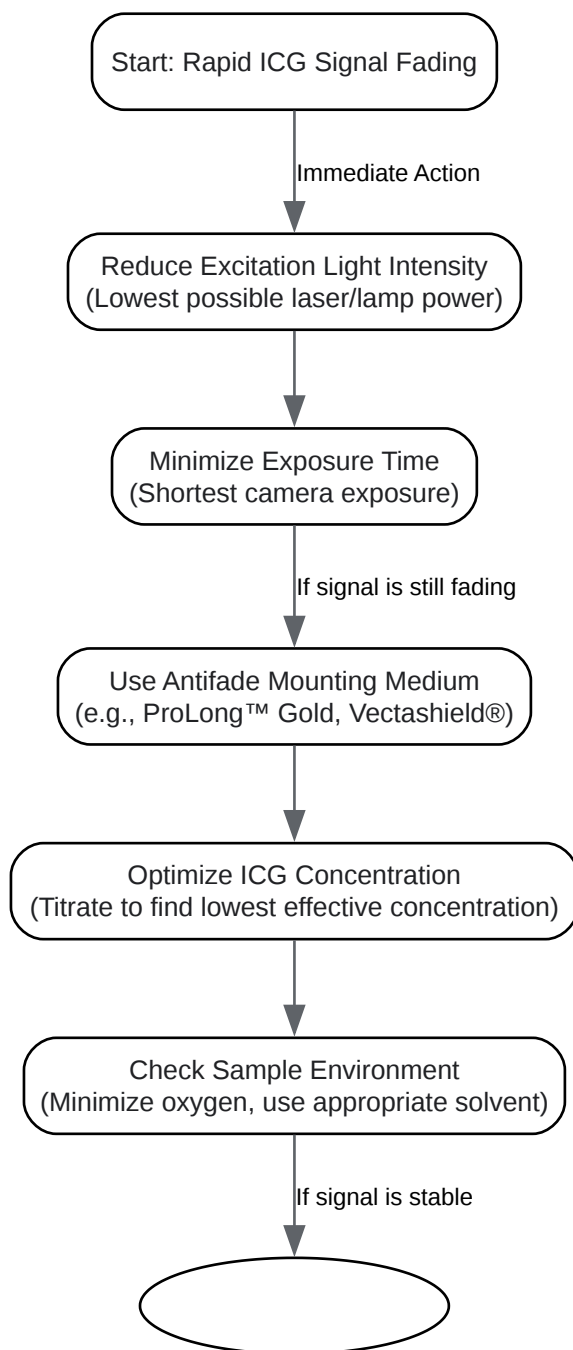 Start: Rapid ICG Signal Fading
Immediate Action
Reduce Excitation Light Intensity
(Lowest possible laser/lamp power)
Minimize Exposure Time
(Shortest camera exposure)
If signal is still fading
Use Antifade Mounting Medium
(e.g., ProLong™ Gold, Vectashield®)
Optimize ICG Concentration
(Titrate to find lowest effective concentration)
Check Sample Environment
(Minimize oxygen, use appropriate solvent)
If signal is stable